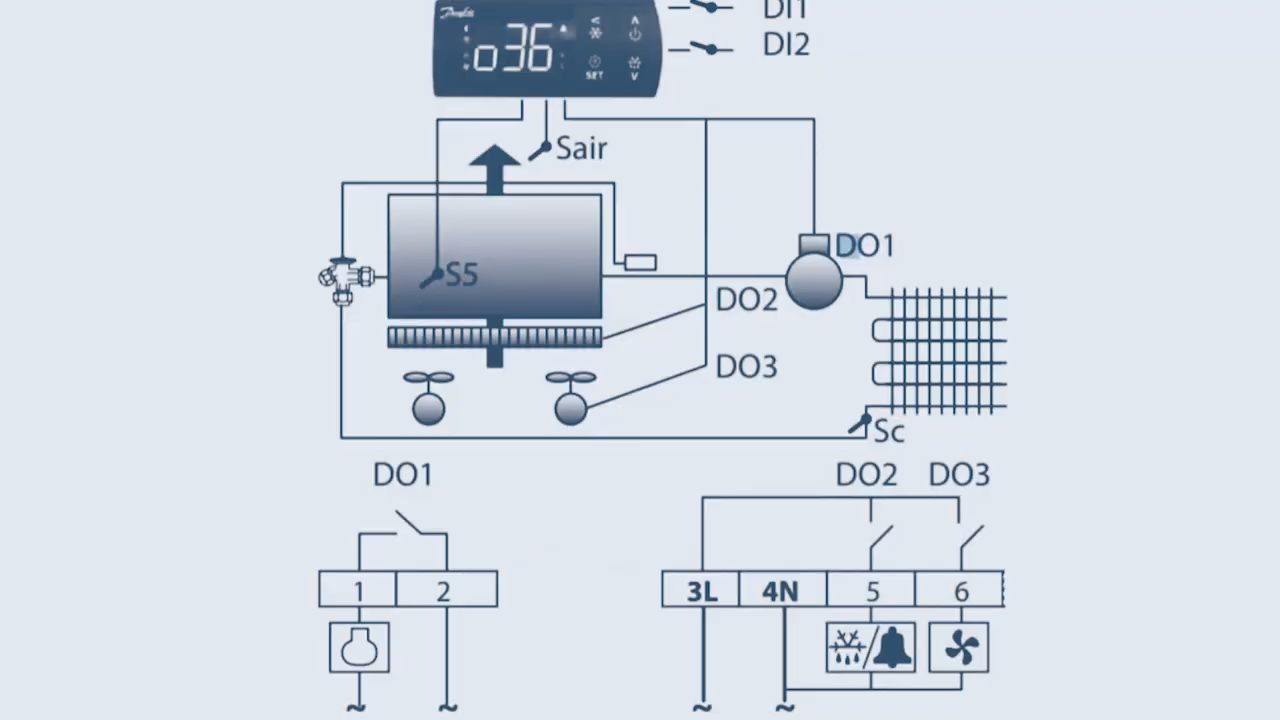 DI1
Danfoss
DI2
o36
SET
Sair
DO1
S5
DO2
DO3
Sc
DO1
DO2 DO3
1 2
3L 4N 5 6
~ ~ ~ ~